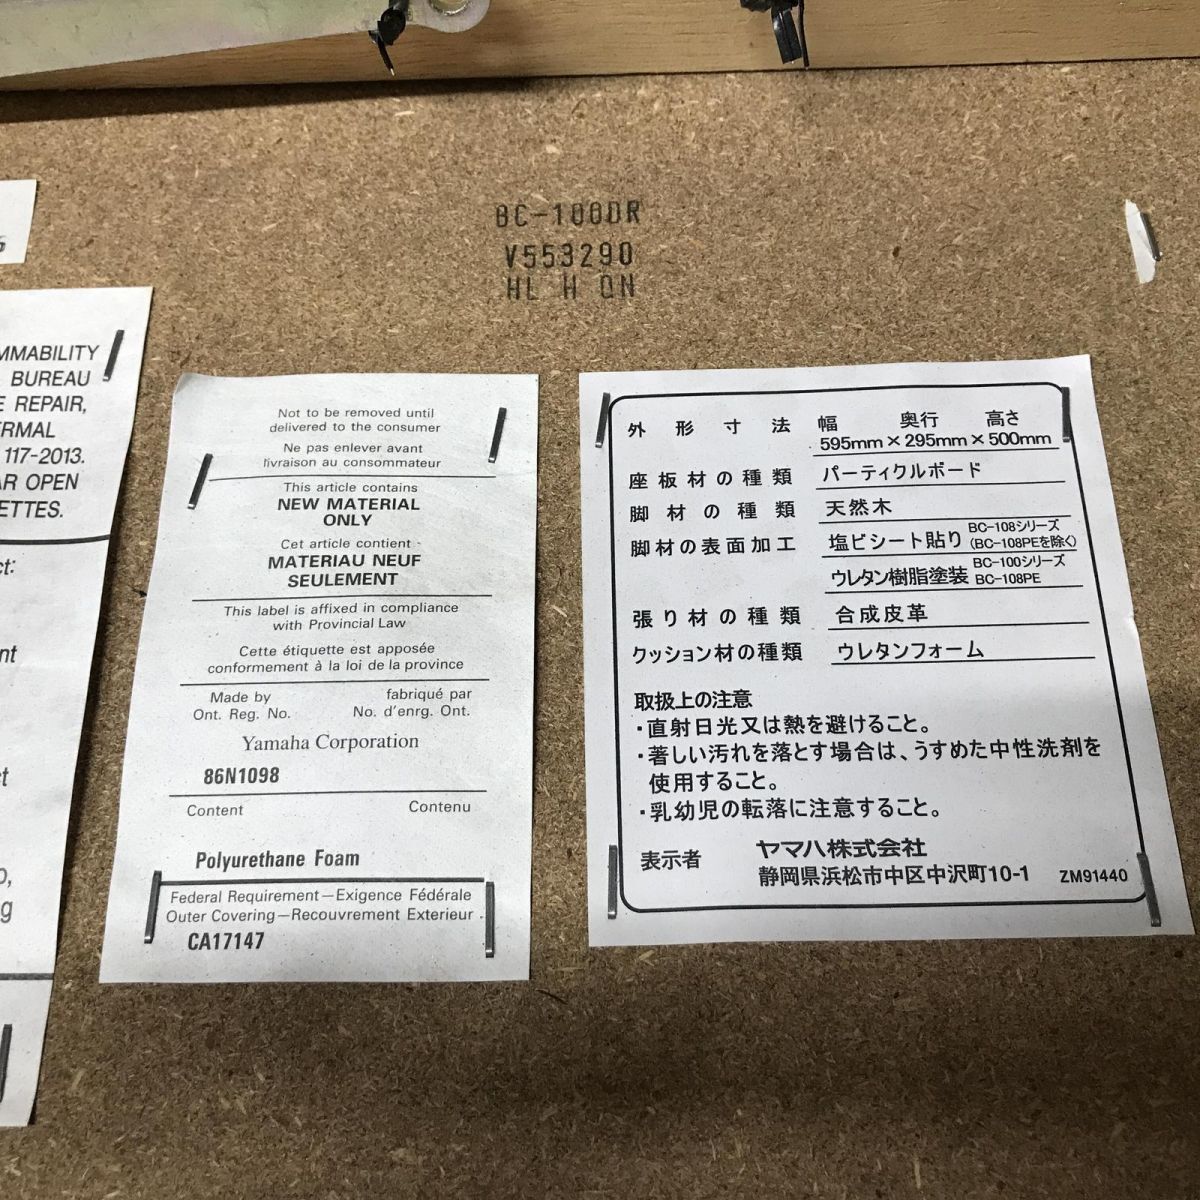 BC-100DR
V553290
HL H QN
MMABILITY
BUREAU
E REPAIR,
ERMAL
117-2013.
AR OPEN
ETTES.
ct:
nt
ct
o,
g
Not to be removed until
delivered to the consumer
Ne pas enlever avant
livraison au consommateur
This article contains
NEW MATERIAL
ONLY
Cet article contient
MATERIAU NEUF
SEULEMENT
This label is affixed in compliance
with Provincial Law
Cette étiquette est apposée
conformement à la loi de la province
Made by fabriqué par
Ont. Reg. No. No. d'enrg. Ont.
Yamaha Corporation
86N1098
Content Contenu
Polyurethane Foam
Federal Requirement—Exigence Fédérale
Outer Covering—Recouvrement Exterieur
CA17147
外形寸法 幅 奥行 高さ
595mm×295mm×500mm
座板材の種類 パーティクルボード
脚材の種類 天然木
脚材の表面加工 塩ビシート貼り BC-108シリーズ (BC-108PEを除く)
ウレタン樹脂塗装 BC-100シリーズ BC-108PE
張り材の種類 合成皮革
クッション材の種類 ウレタンフォーム
取扱上の注意
・直射日光又は熱を避けること。
・著しい汚れを落とす場合は、うすめた中性洗剤を
使用すること。
・乳幼児の転落に注意すること。
表示者 ヤマハ株式会社
静岡県浜松市中区中沢町10-1 ZM91440